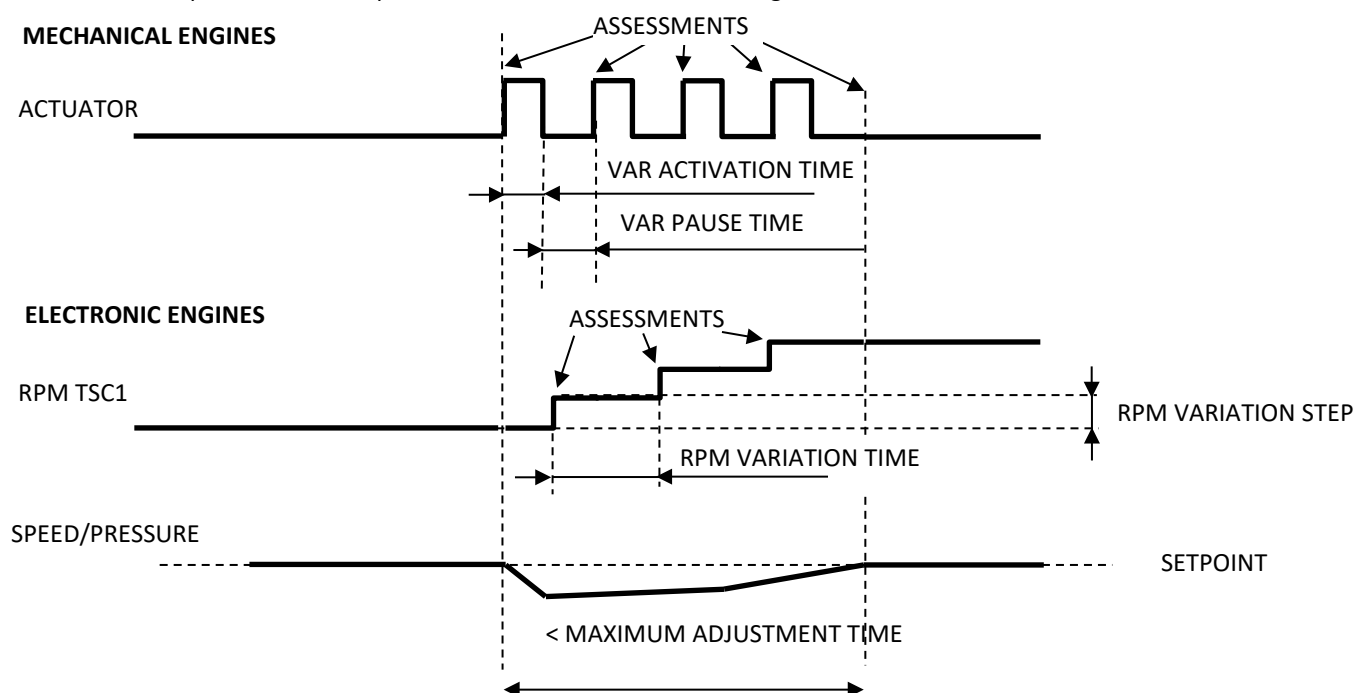 ASSESSMENTS
MECHANICAL ENGINES
ACTUATOR
VAR ACTIVATION TIME
VAR PAUSE TIME
ELECTRONIC ENGINES
ASSESSMENTS
RPM TSC1
RPM VARIATION STEP
RPM VARIATION TIME
SPEED/PRESSURE
SETPOINT
< MAXIMUM ADJUSTMENT TIME